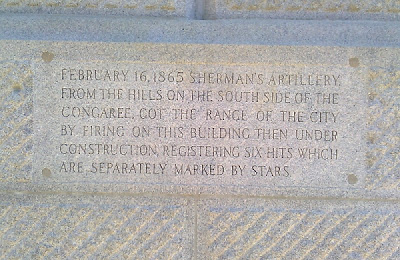 FEBRUARY 16, 1865 SHERMAN'S ARTILLERY,
FROM THE HILLS ON THE SOUTH SIDE OF THE
CONGAREE, GOT THE RANGE OF THE CITY
BY FIRING ON THIS BUILDING THEN UNDER
CONSTRUCTION, REGISTERING SIX HITS WHICH
ARE SEPARATELY MARKED BY STARS